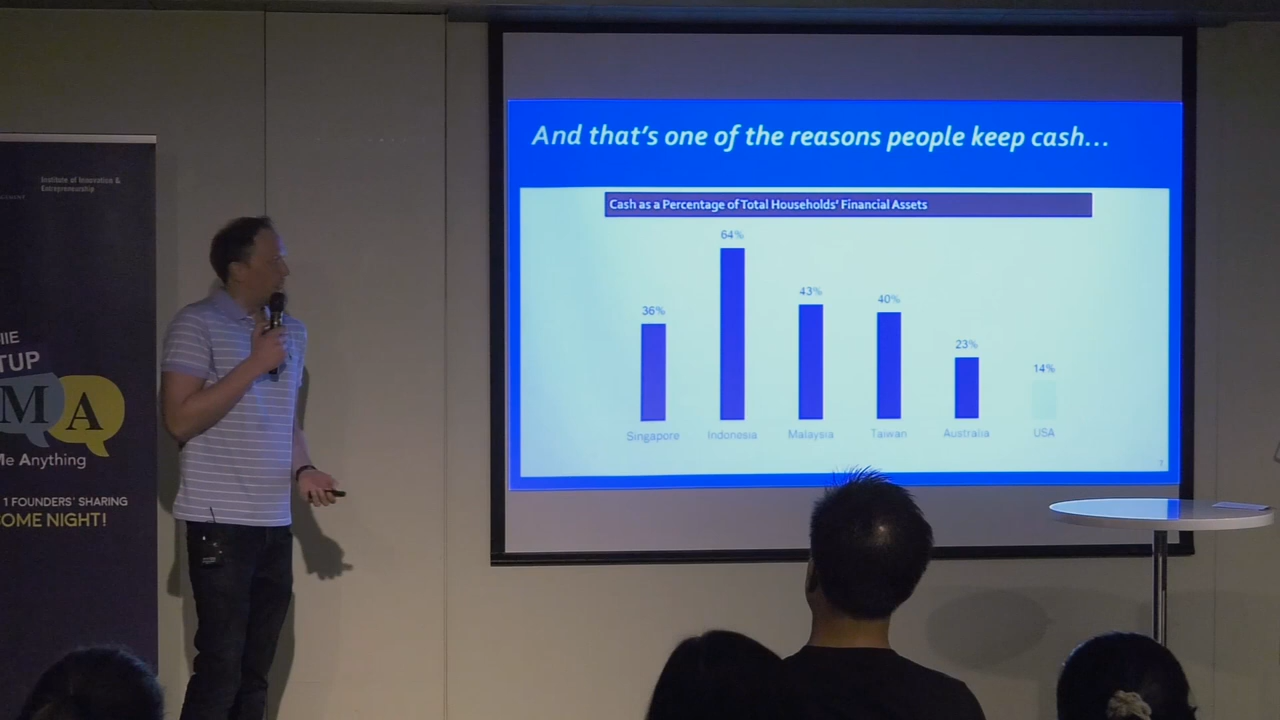 Institute of Innovation &
Entrepreneurship
IIE
TUP
MA
Me Anything
1 FOUNDERS' SHARING
OME NIGHT!
And that's one of the reasons people keep cash...
Cash as a Percentage of Total Households' Financial Assets
36%
64%
43%
40%
23%
14%
Singapore
Indonesia
Malaysia
Taiwan
Australia
USA
7